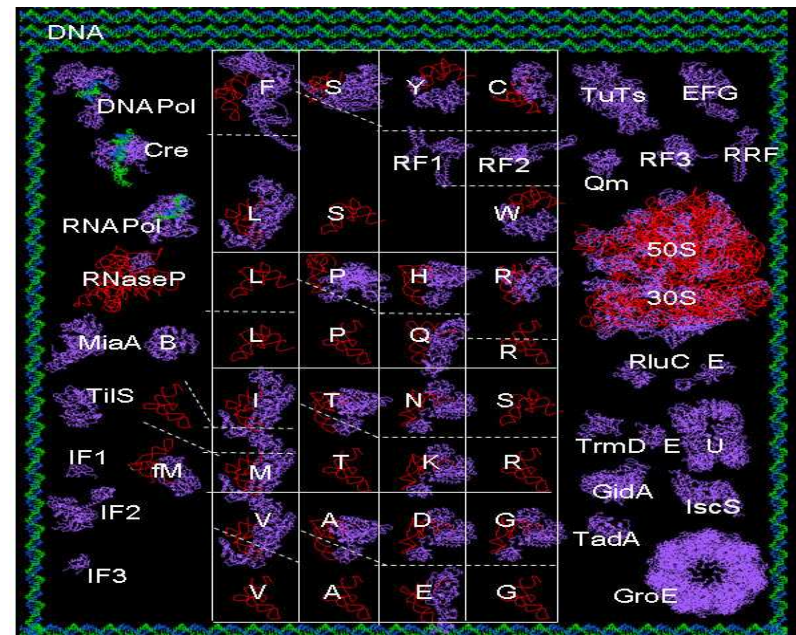 DNA
DNAPol F S Y C TuTs EFG
Cre RF1 RF2 Qm RF3 RRF
RNAPol L S W
50S
RNaseP L P H R 30S
MiaA B L P Q R
RluC E
TilS I T N S
TrmD E U
IF1 fM M T K R
GidA IscS
IF2 V A D G
TadA
IF3 V A E G GroE